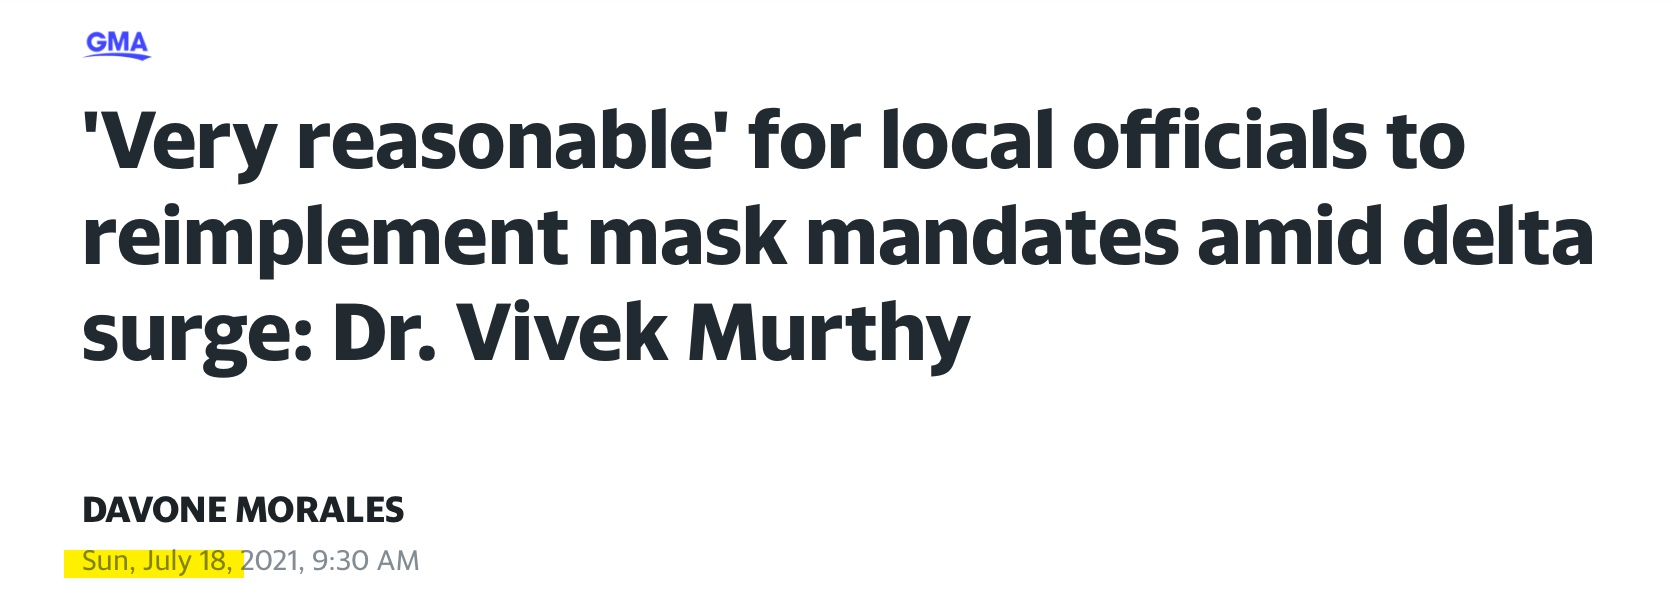 GMA
'Very reasonable' for local officials to
reimplement mask mandates amid delta
surge: Dr. Vivek Murthy
DAVONE MORALES
Sun, July 18, 2021, 9:30 AM